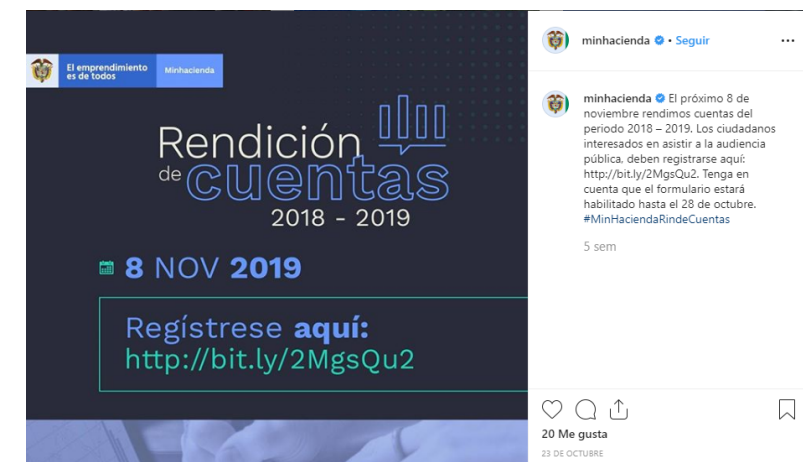 El emprendimiento
es de todos
Minhacienda
Rendición
de cuentas
2018 - 2019
8 NOV 2019
Regístrese aquí:
http://bit.ly/2MgsQu2
minhacienda • Seguir
minhacienda El próximo 8 de
noviembre rendimos cuentas del
periodo 2018 – 2019. Los ciudadanos
interesados en asistir a la audiencia
pública, deben registrarse aquí:
http://bit.ly/2MgsQu2. Tenga en
cuenta que el formulario estará
habilitado hasta el 28 de octubre.
#MinHaciendaRindeCuentas
5 sem
20 Me gusta
23 DE OCTUBRE